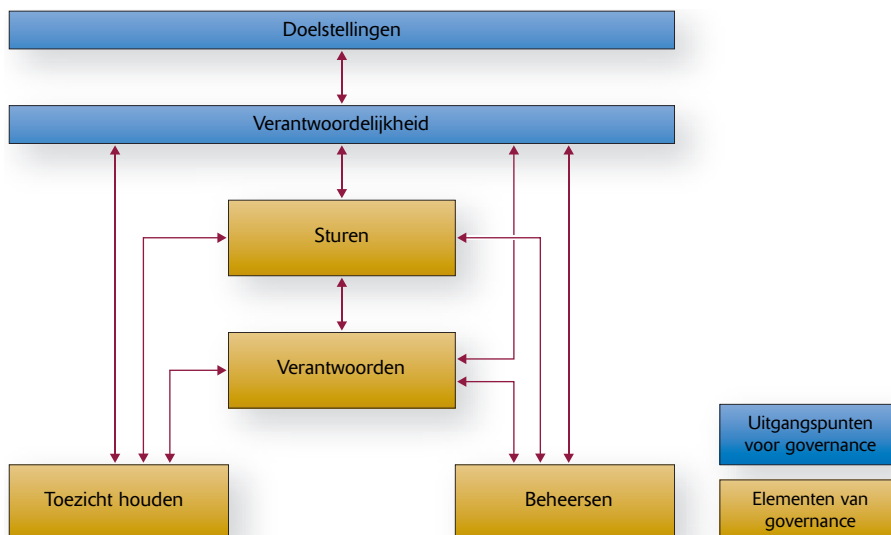 Doelstellingen
Verantwoordelijkheid
Sturen
Verantwoorden
Toezicht houden
Beheersen
Uitgangspunten
voor governance
Elementen van
governance